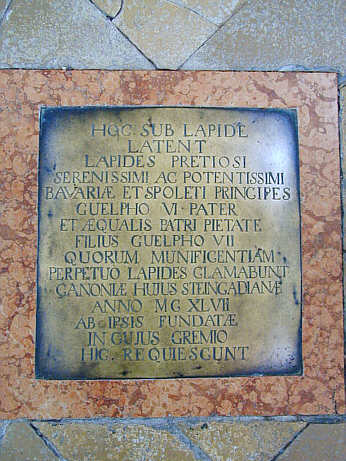 HGC SUB LAPIDE
LATENT
LAPIDES PRETIOSI
SERENISSIMI AC POTENTISSIMI
BAVARIÆ ET SPOLETI PRINCIPES
GUELPHO VI PATER
ET ÆQUALIS PATRI PIETATE
FILIUS GUELPHO VII
QUORUM MUNIFICENTIAM
PERPETUO LAPIDES CLAMABUNT
CANONIÆ HUIUS STEINGADIANÆ
ANNO MCXLVII
AB IPSIS FUNDATÆ
IN CUIUS GREMIO
HIC REQUIESCUNT